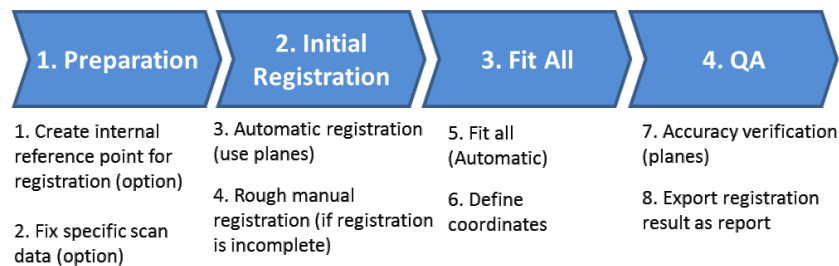 1. Preparation
2. Initial
Registration
3. Fit All
4. QA
1. Create internal
reference point for
registration (option)
2. Fix specific scan
data (option)
3. Automatic registration
(use planes)
4. Rough manual
registration (if registration
is incomplete)
5. Fit all
(Automatic)
6. Define
coordinates
7. Accuracy verification
(planes)
8. Export registration
result as report